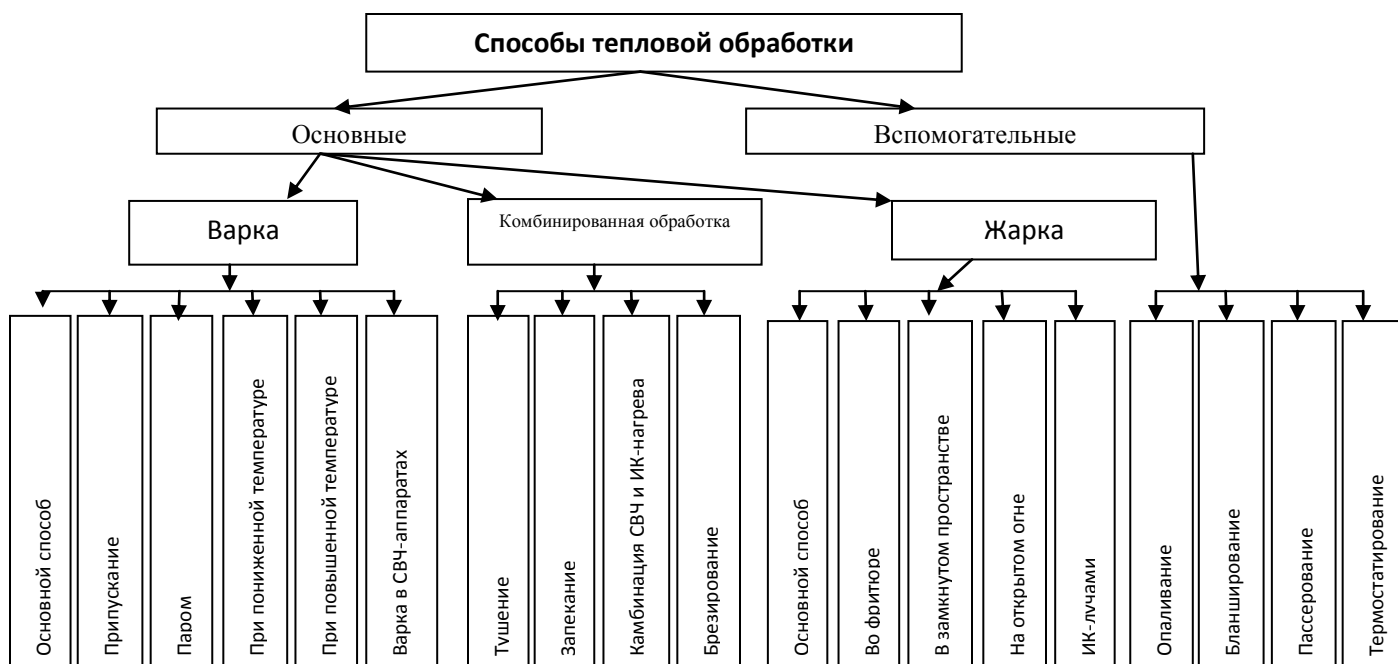 Способы тепловой обработки
Основные
Вспомогательные
Варка
Комбинированная обработка
Жарка
Основной способ
Припускание
Паром
При пониженной температуре
При повышенной температуре
Варка в СВЧ-аппаратах
Тушение
Запекание
Камбинация СВЧ и ИК-нагрева
Брезирование
Основной способ
Во фритюре
В замкнутом пространстве
На открытом огне
ИК-лучами
Опаливание
Бланширование
Пассерование
Термостатирование